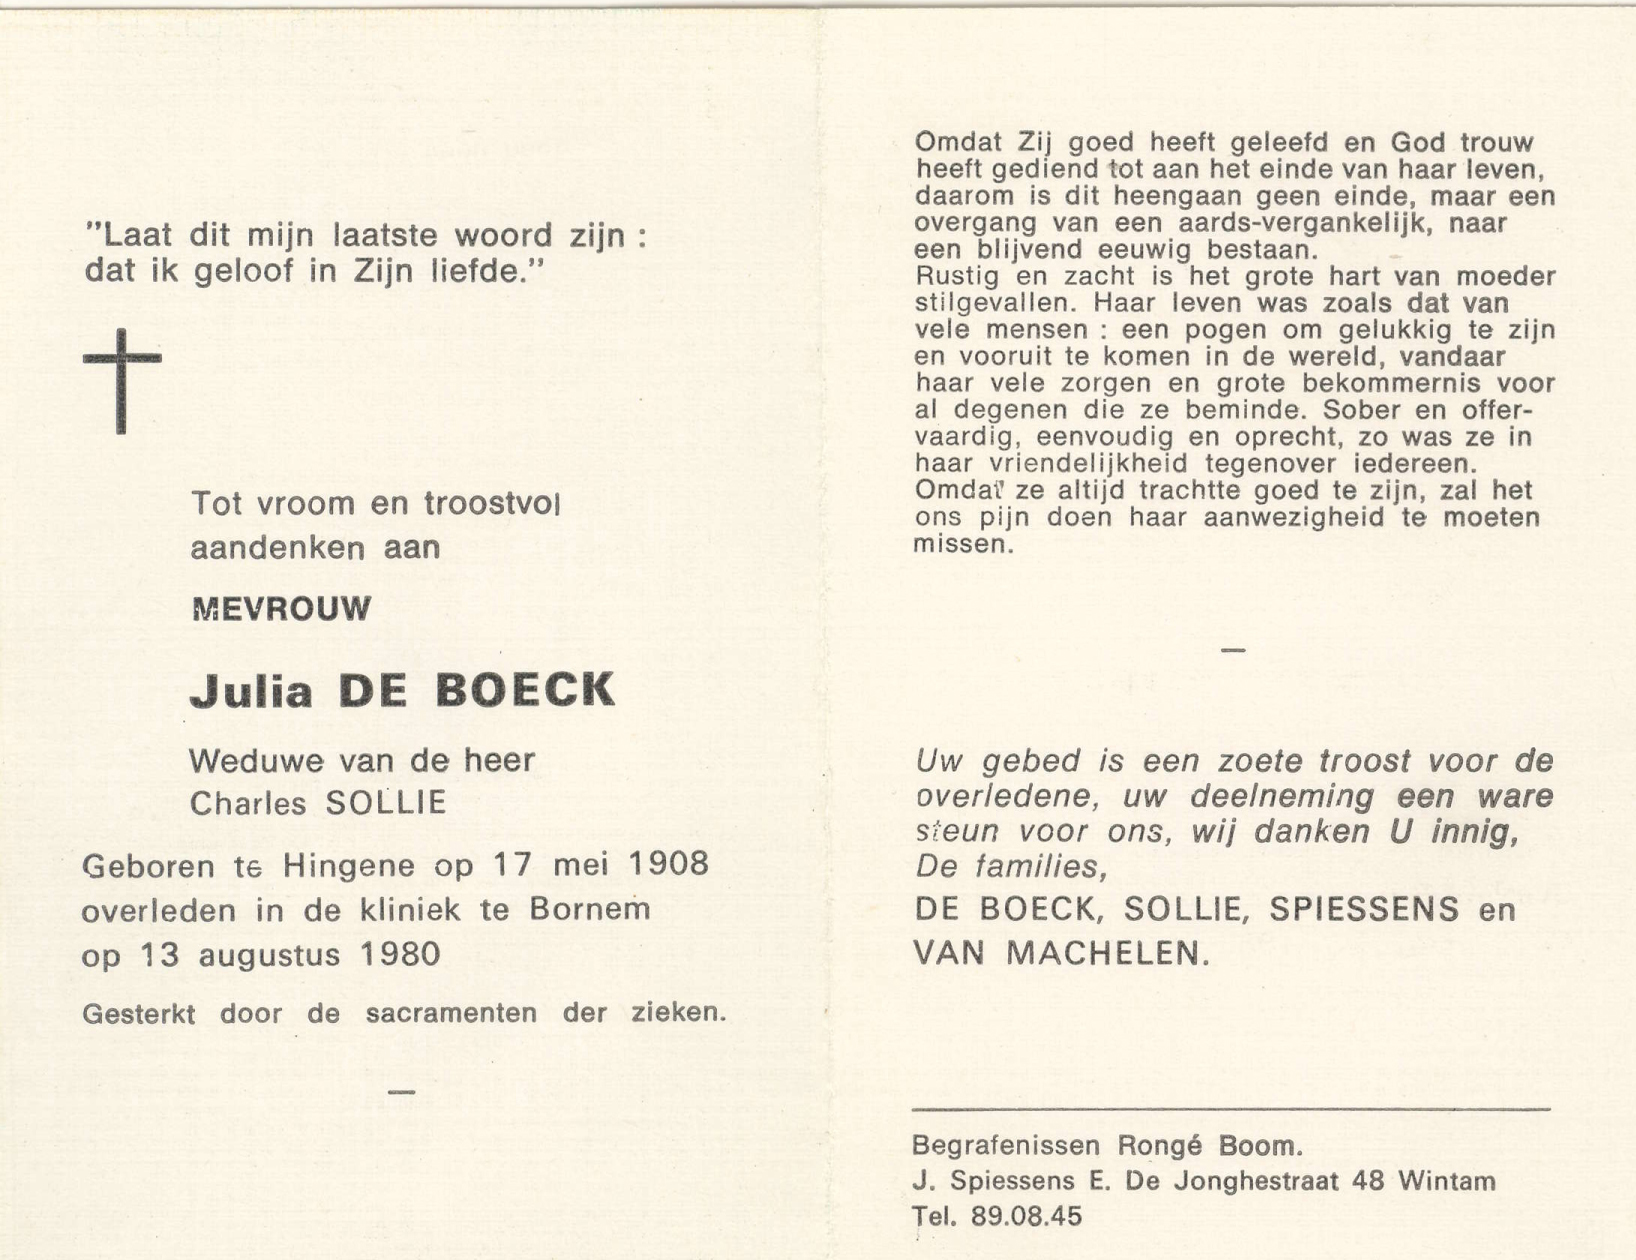 "Laat dit mijn laatste woord zijn :
dat ik geloof in Zijn liefde."
Tot vroom en troostvol
aandenken aan
MEVROUW
Julia DE BOECK
Weduwe van de heer
Charles SOLLIE
Geboren te Hingene op 17 mei 1908
overleden in de kliniek te Bornem
op 13 augustus 1980
Gesterkt door de sacramenten der zieken.
—
Omdat Zij goed heeft geleefd en God trouw
heeft gediend tot aan het einde van haar leven,
daarom is dit heengaan geen einde, maar een
overgang van een aards-vergankelijk, naar
een blijvend eeuwig bestaan.
Rustig en zacht is het grote hart van moeder
stilgevallen. Haar leven was zoals dat van
vele mensen : een pogen om gelukkig te zijn
en vooruit te komen in de wereld, vandaar
haar vele zorgen en grote bekommernis voor
al degenen die ze beminde. Sober en offer-
vaardig, eenvoudig en oprecht, zo was ze in
haar vriendelijkheid tegenover iedereen.
Omdat ze altijd trachtte goed te zijn, zal het
ons pijn doen haar aanwezigheid te moeten
missen.
—
Uw gebed is een zoete troost voor de
overledene, uw deelneming een ware
steun voor ons, wij danken U innig,
De families,
DE BOECK, SOLLIE, SPIESSENS en
VAN MACHELEN.
Begrafenissen Rongé Boom.
J. Spiessens E. De Jonghestraat 48 Wintam
Tel. 89.08.45